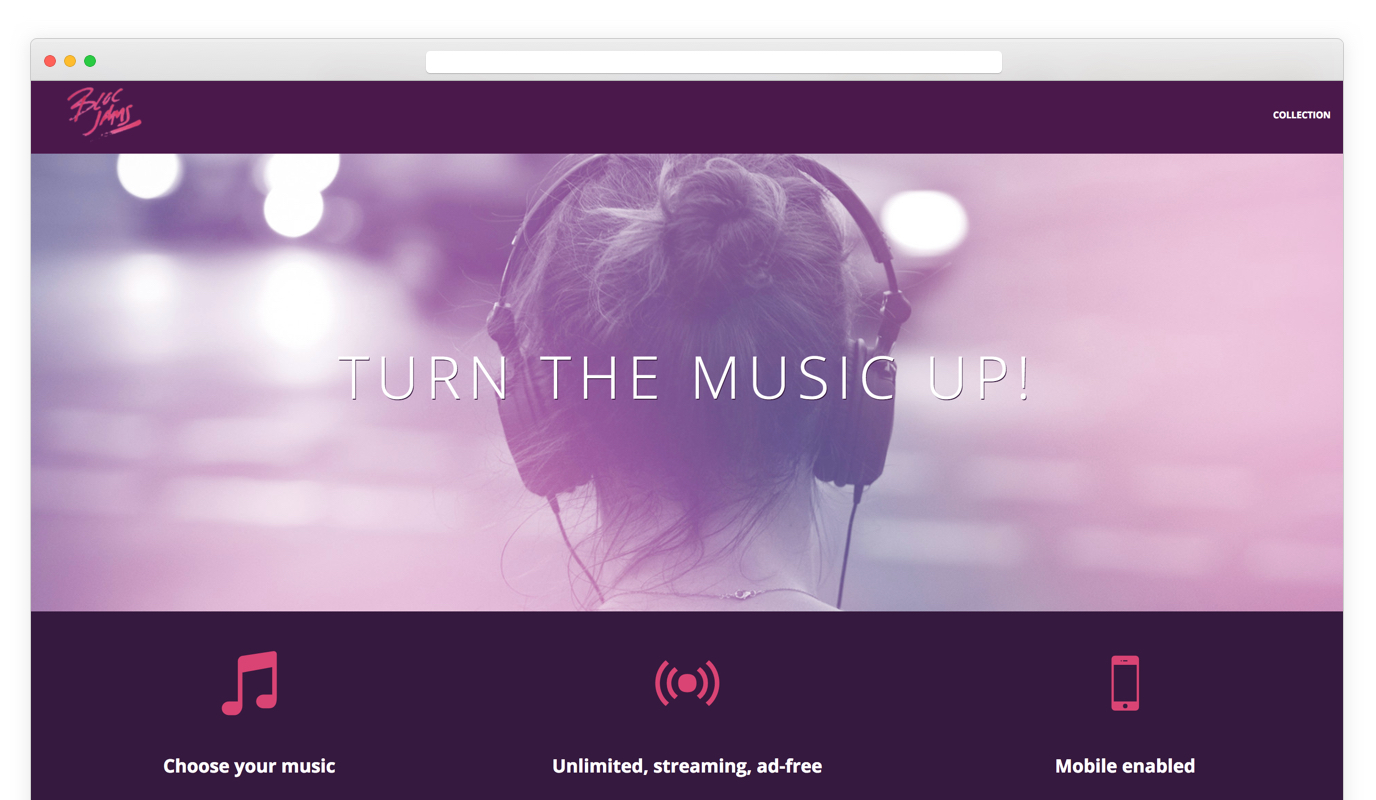 Bloc
Jams
COLLECTION
TURN THE MUSIC UP!
Choose your music
Unlimited, streaming, ad-free
Mobile enabled